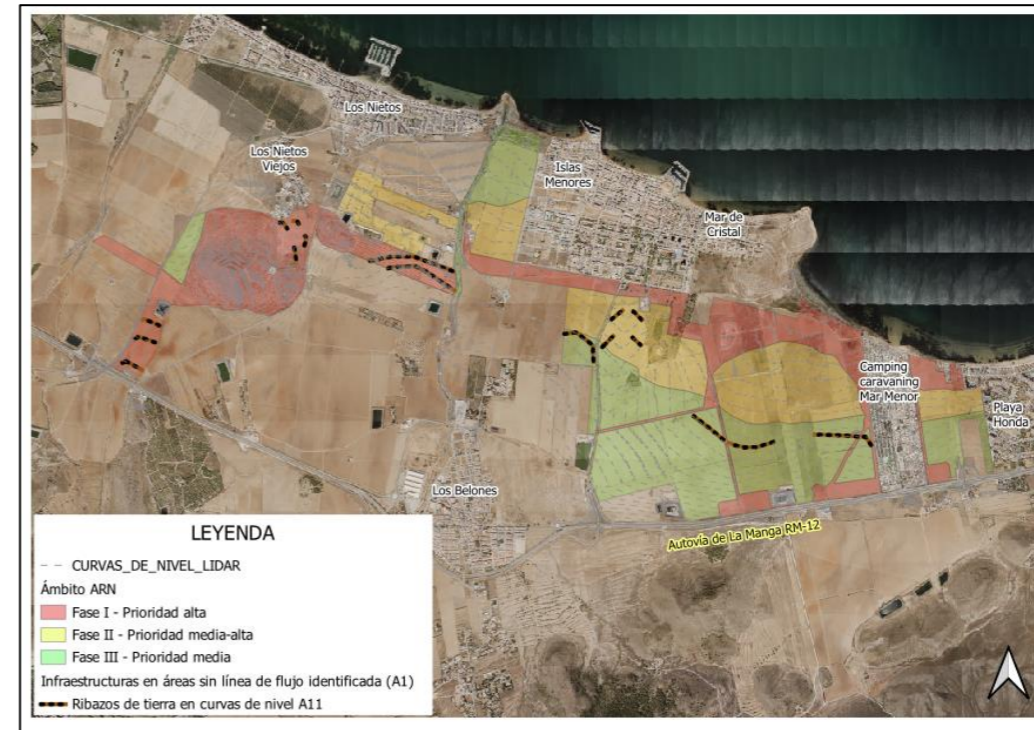 Los Nietos
Los Nietos
Viejos
Islas
Menores
Mar de
Cristal
Camping
caravaning
Mar Menor
Playa
Honda
Los Belones
Autovía de La Manga RM-12
LEYENDA
CURVAS_DE_NIVEL_LIDAR
Ámbito ARN
Fase I - Prioridad alta
Fase II - Prioridad media-alta
Fase III - Prioridad media
Infraestructuras en áreas sin línea de flujo identificada (A1)
Ribazos de tierra en curvas de nivel A11